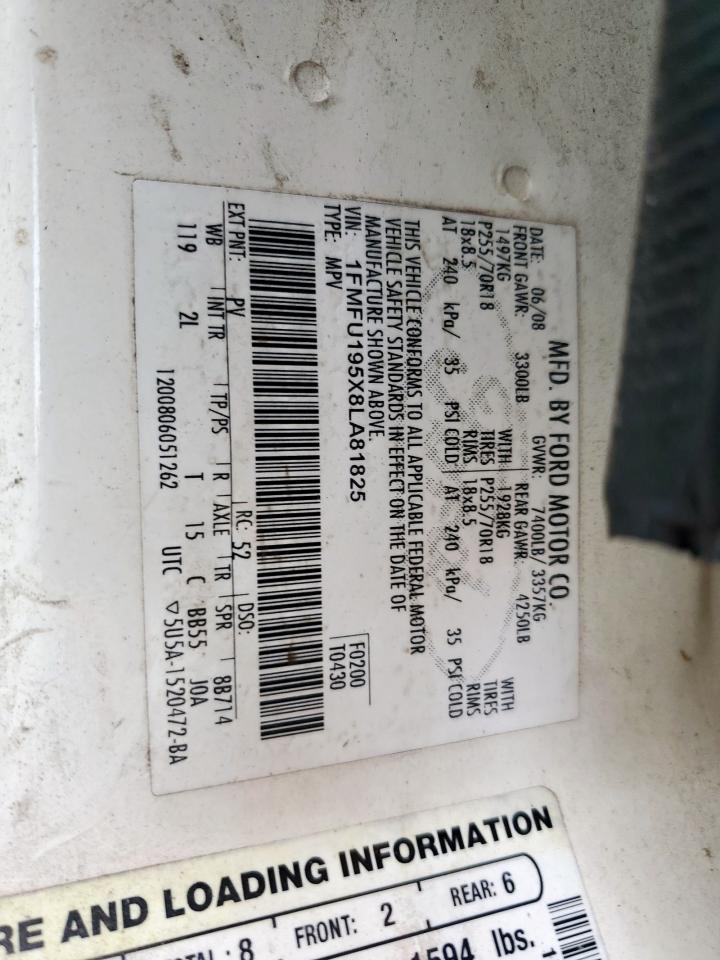 MFD. BY FORD MOTOR CO.
DATE: 06/08 GVWR: 7400LB/ 3357KG
FRONT GAWR: 3300LB REAR GAWR: 4250LB
1497KG WITH 1928KG WITH
P255/70R18 TIRES P255/70R18 TIRES
18x8.5 RIMS 18x8.5 RIMS
AT 240 kPa/ 35 PSI COLD AT 240 kPa/ 35 PSI COLD
THIS VEHICLE CONFORMS TO ALL APPLICABLE FEDERAL MOTOR
VEHICLE SAFETY STANDARDS IN EFFECT ON THE DATE OF
MANUFACTURE SHOWN ABOVE.
VIN: 1FMFU195X8LA81825 F0200
TYPE: MPV T0430
EXT PNT: PV RC: 52 DSO:
WB INT TR TP/PS R AXLE TR SPR 8B714
119 2L T 15 C BB55 J0A
1200806051262 UTC ▽5U5A-1520472-BA
RE AND LOADING INFORMATION
: 8 FRONT: 2 REAR: 6
1594 lbs.